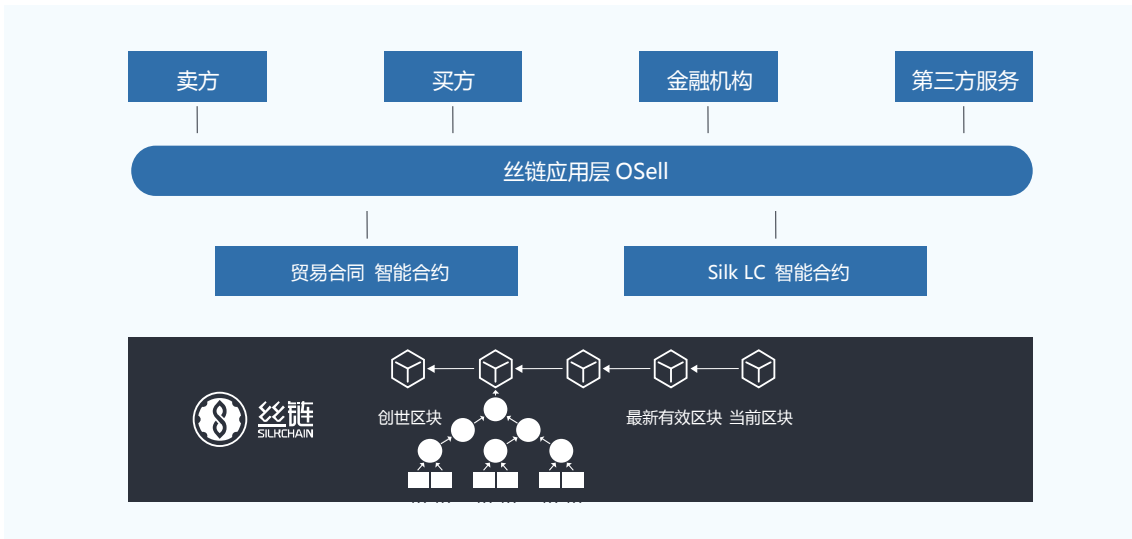 卖方
买方
金融机构
第三方服务
丝链应用层 OSell
贸易合同 智能合约
Silk LC 智能合约
丝链
SILKCHAIN
创世区块
最新有效区块
当前区块